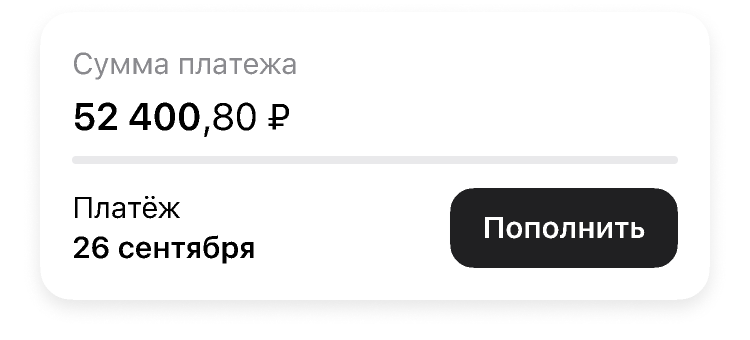 Сумма платежа
52 400,80 ₽
Платёж
26 сентября
Пополнить